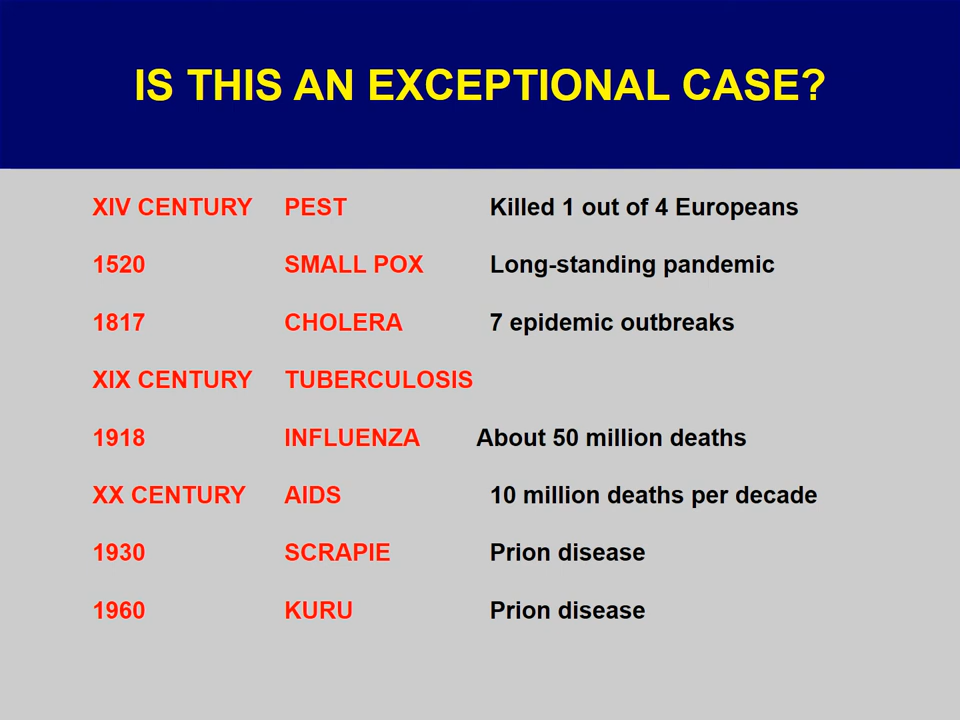 IS THIS AN EXCEPTIONAL CASE?
XIV CENTURY PEST Killed 1 out of 4 Europeans
1520 SMALL POX Long-standing pandemic
1817 CHOLERA 7 epidemic outbreaks
XIX CENTURY TUBERCULOSIS
1918 INFLUENZA About 50 million deaths
XX CENTURY AIDS 10 million deaths per decade
1930 SCRAPIE Prion disease
1960 KURU Prion disease